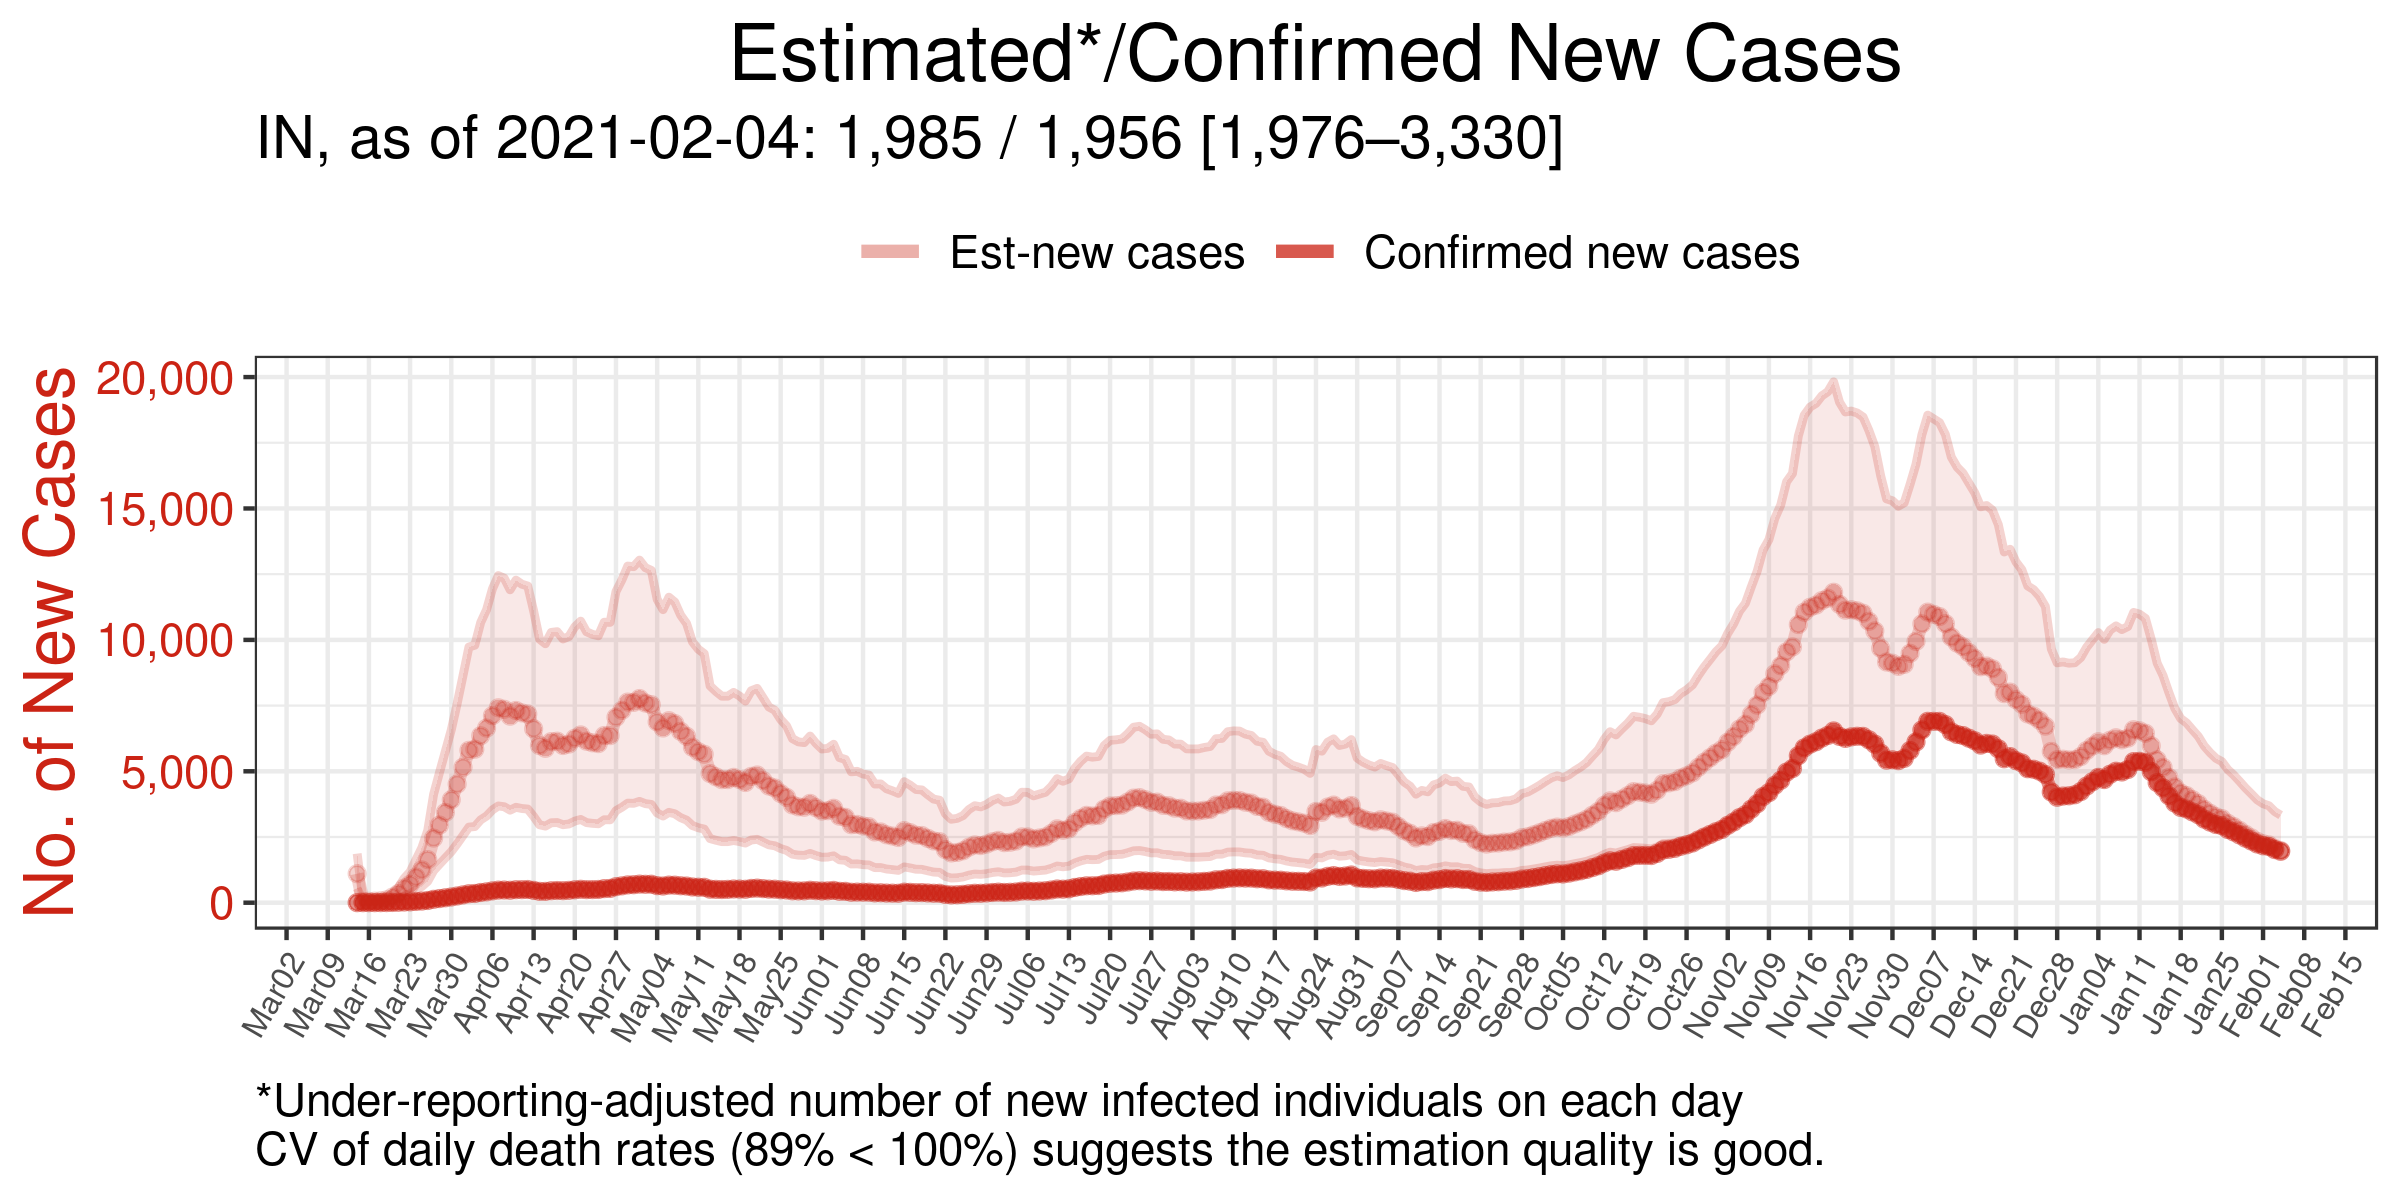 Estimated*/Confirmed New Cases
IN, as of 2021-02-04: 1,985 / 1,956 [1,976–3,330]
Est-new cases Confirmed new cases
No. of New Cases
20,000
15,000
10,000
5,000
0
Mar02 Mar09 Mar16 Mar23 Mar30 Apr06 Apr13 Apr20 Apr27 May04 May11 May18 May25 Jun01 Jun08 Jun15 Jun22 Jun29 Jul06 Jul13 Jul20 Jul27 Aug03 Aug10 Aug17 Aug24 Aug31 Sep07 Sep14 Sep21 Sep28 Oct05 Oct12 Oct19 Oct26 Nov02 Nov09 Nov16 Nov23 Nov30 Dec07 Dec14 Dec21 Dec28 Jan04 Jan11 Jan18 Jan25 Feb01 Feb08 Feb15
*Under-reporting-adjusted number of new infected individuals on each day
CV of daily death rates (89% < 100%) suggests the estimation quality is good.